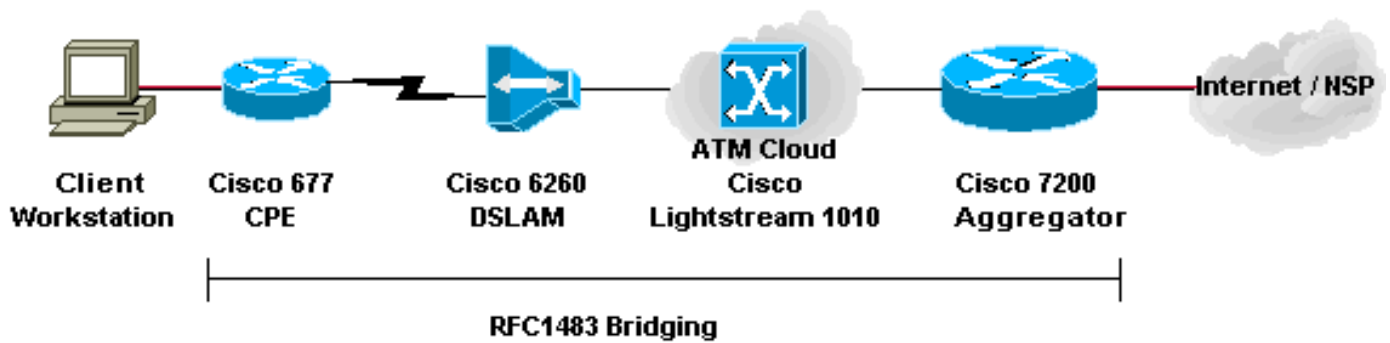 Internet / NSP
ATM Cloud
Client
Workstation
Cisco 677
CPE
Cisco 6260
DSLAM
Cisco
Lightstream 1010
Cisco 7200
Aggregator
RFC1483 Bridging